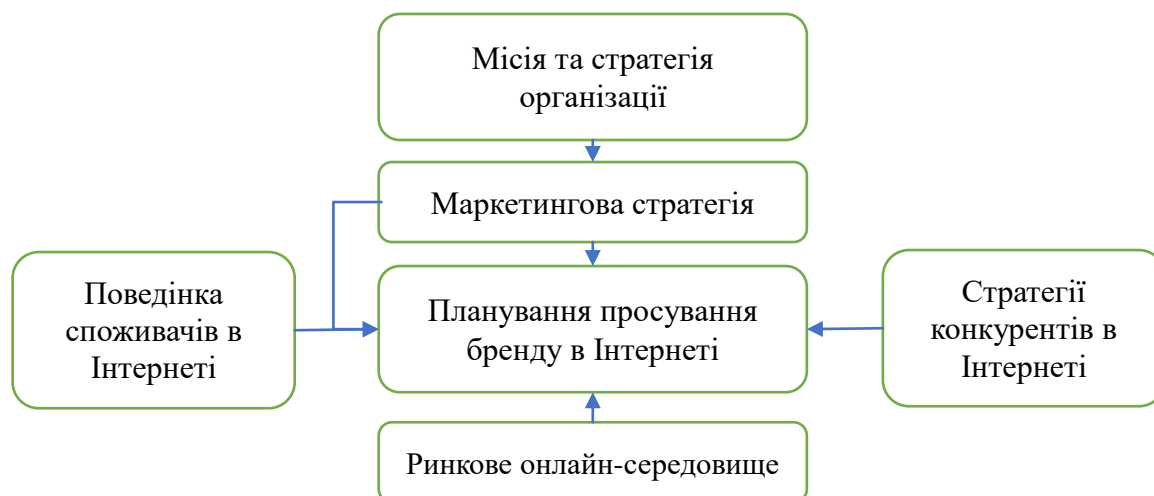 Місія та стратегія
організації
Маркетингова стратегія
Поведінка
споживачів в
Інтернеті
Планування просування
бренду в Інтернеті
Стратегії
конкурентів в
Інтернеті
Ринкове онлайн-середовище